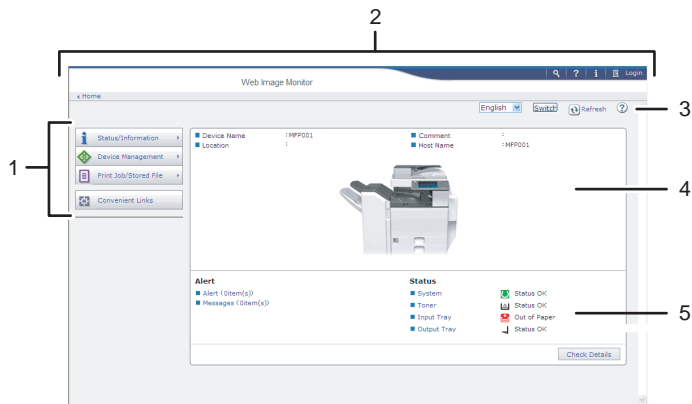 2
Web Image Monitor
Login
Home
English Switch Refresh ? 3
1
Status/Information
Device Management
Print Job/Stored File
Convenient Links
Device Name : MFP001 Comment :
Location : Host Name : MFP001
4
Alert Status
Alert (0item(s)) System Status OK
Messages (0item(s)) Toner Status OK
Input Tray Out of Paper 5
Output Tray Status OK
Check Details